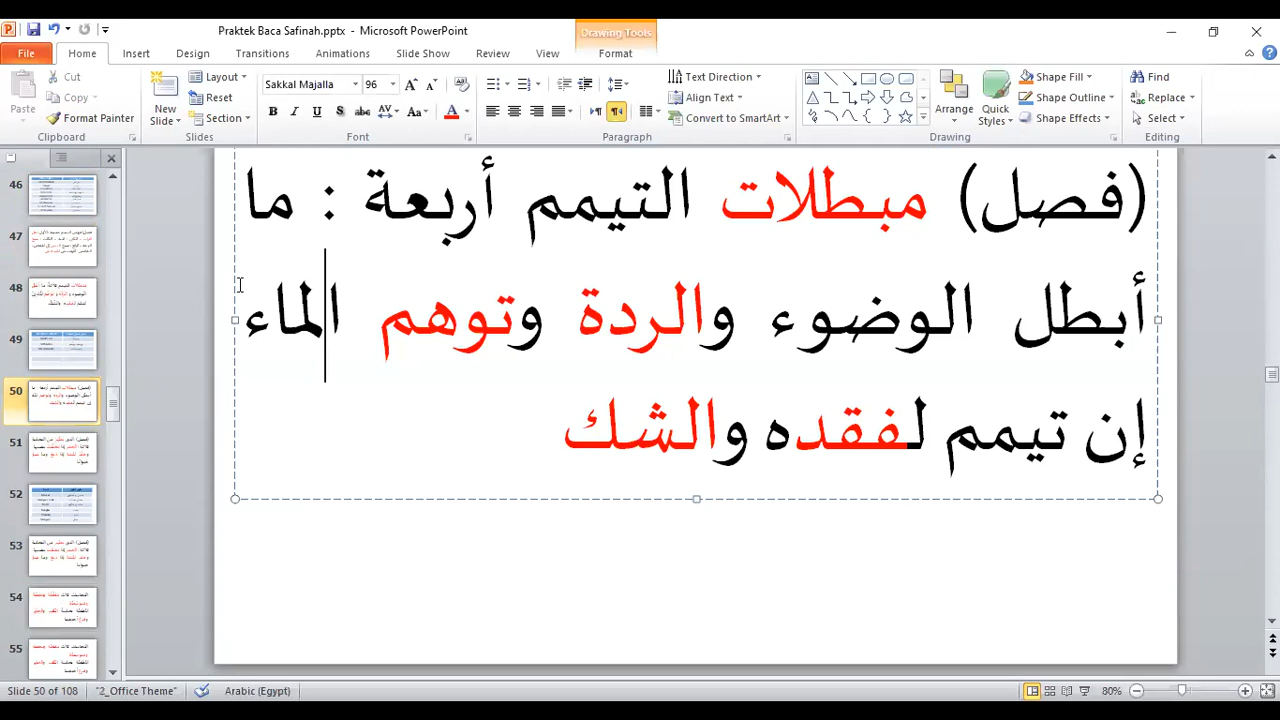 Praktek Baca Safinah.pptx - Microsoft PowerPoint
Drawing Tools
File Home Insert Design Transitions Animations Slide Show Review View Format
Paste
Cut
Copy
Format Painter
Clipboard
New Slide
Layout
Reset
Section
Slides
Sakkal Majalla 96
Font
Paragraph
Text Direction
Align Text
Convert to SmartArt
Arrange
Quick Styles
Shape Fill
Shape Outline
Shape Effects
Drawing
Find
Replace
Select
Editing
46
47
48
49
50
51
52
53
54
55
(فصل) مبطلات التيمم أربعة : ما
أبطل الوضوء والردة وتوهم الماء
إن تيمم لفقده والشك
Slide 50 of 108 "2_Office Theme" Arabic (Egypt) 80%